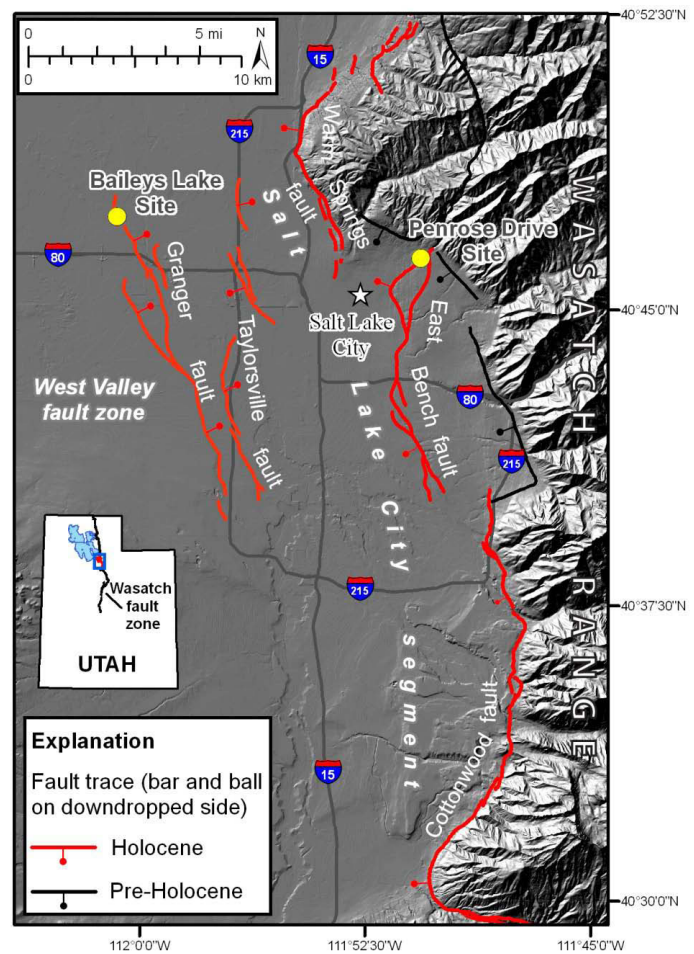 0 5 mi
N
0 10 km
40°52'30"N
15
215
Warm Springs
fault
Baileys Lake
Site
Salt
Lake
City
segment
Penrose Drive
Site
WASATCH
RANGE
80
Granger
fault
Salt Lake
City
East
Bench fault
40°45'0"N
Taylorsville
fault
West Valley
fault zone
80
215
215
40°37'30"N
Wasatch
fault
zone
UTAH
Cottonwood fault
15
Explanation
Fault trace (bar and ball
on downdropped side)
Holocene
Pre-Holocene
40°30'0"N
112°0'0"W 111°52'30"W 111°45'0"W